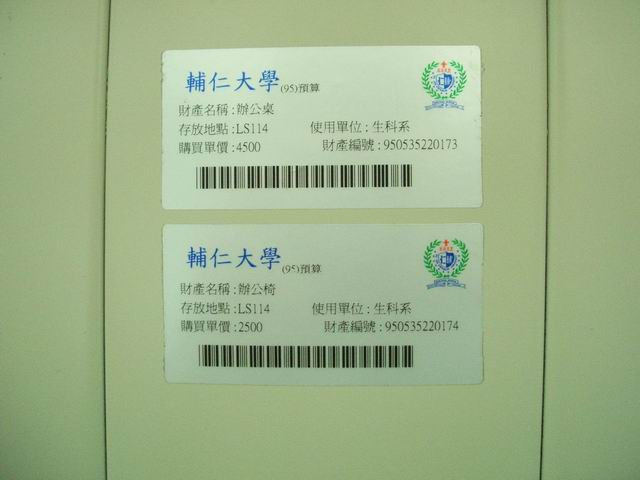 輔仁大學(95)預算
財產名稱:辦公桌
存放地點:LS114 使用單位:生科系
購買單價:4500 財產編號:950535220173
輔仁大學(95)預算
財產名稱:辦公椅
存放地點:LS114 使用單位:生科系
購買單價:2500 財產編號:950535220174